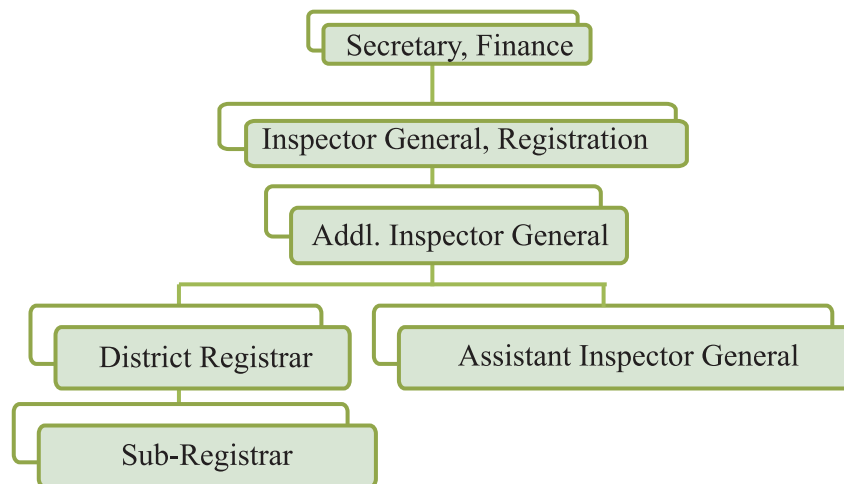 Secretary, Finance
Inspector General, Registration
Addl. Inspector General
District Registrar
Assistant Inspector General
Sub-Registrar